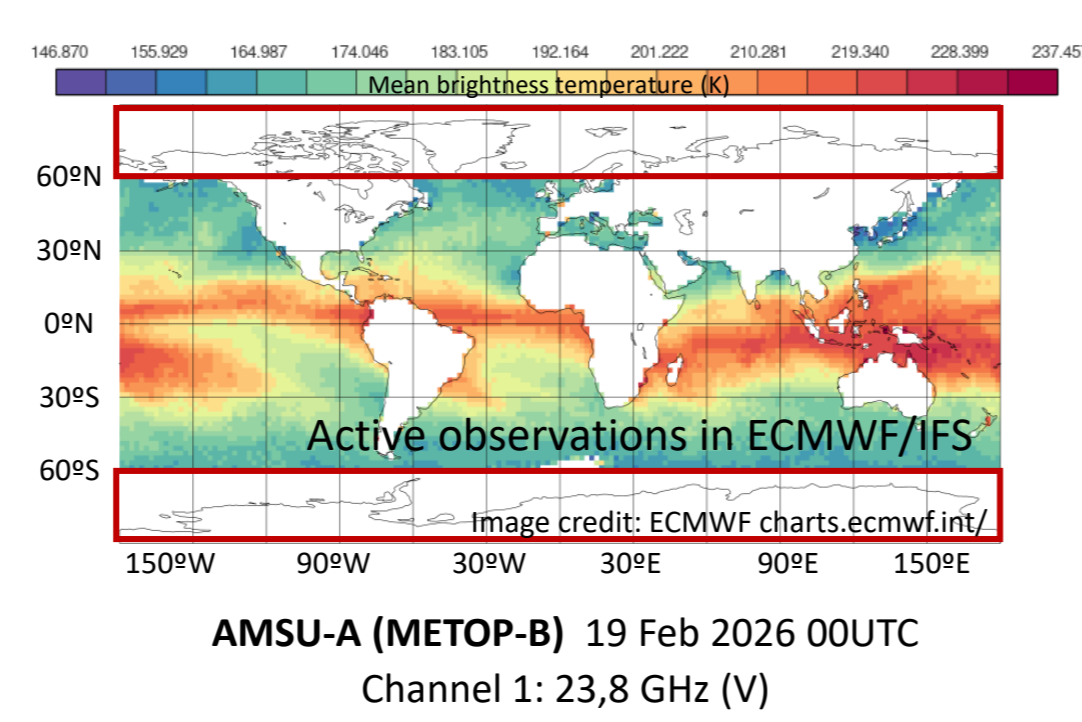 146.870 155.929 164.987 174.046 183.105 192.164 201.222 210.281 219.340 228.399 237.45
Mean brightness temperature (K)
60ºN
30ºN
0ºN
30ºS
Active observations in ECMWF/IFS
60ºS
Image credit: ECMWF charts.ecmwf.int/
150ºW 90ºW 30ºW 30ºE 90ºE 150ºE
AMSU-A (METOP-B) 19 Feb 2026 00UTC
Channel 1: 23,8 GHz (V)